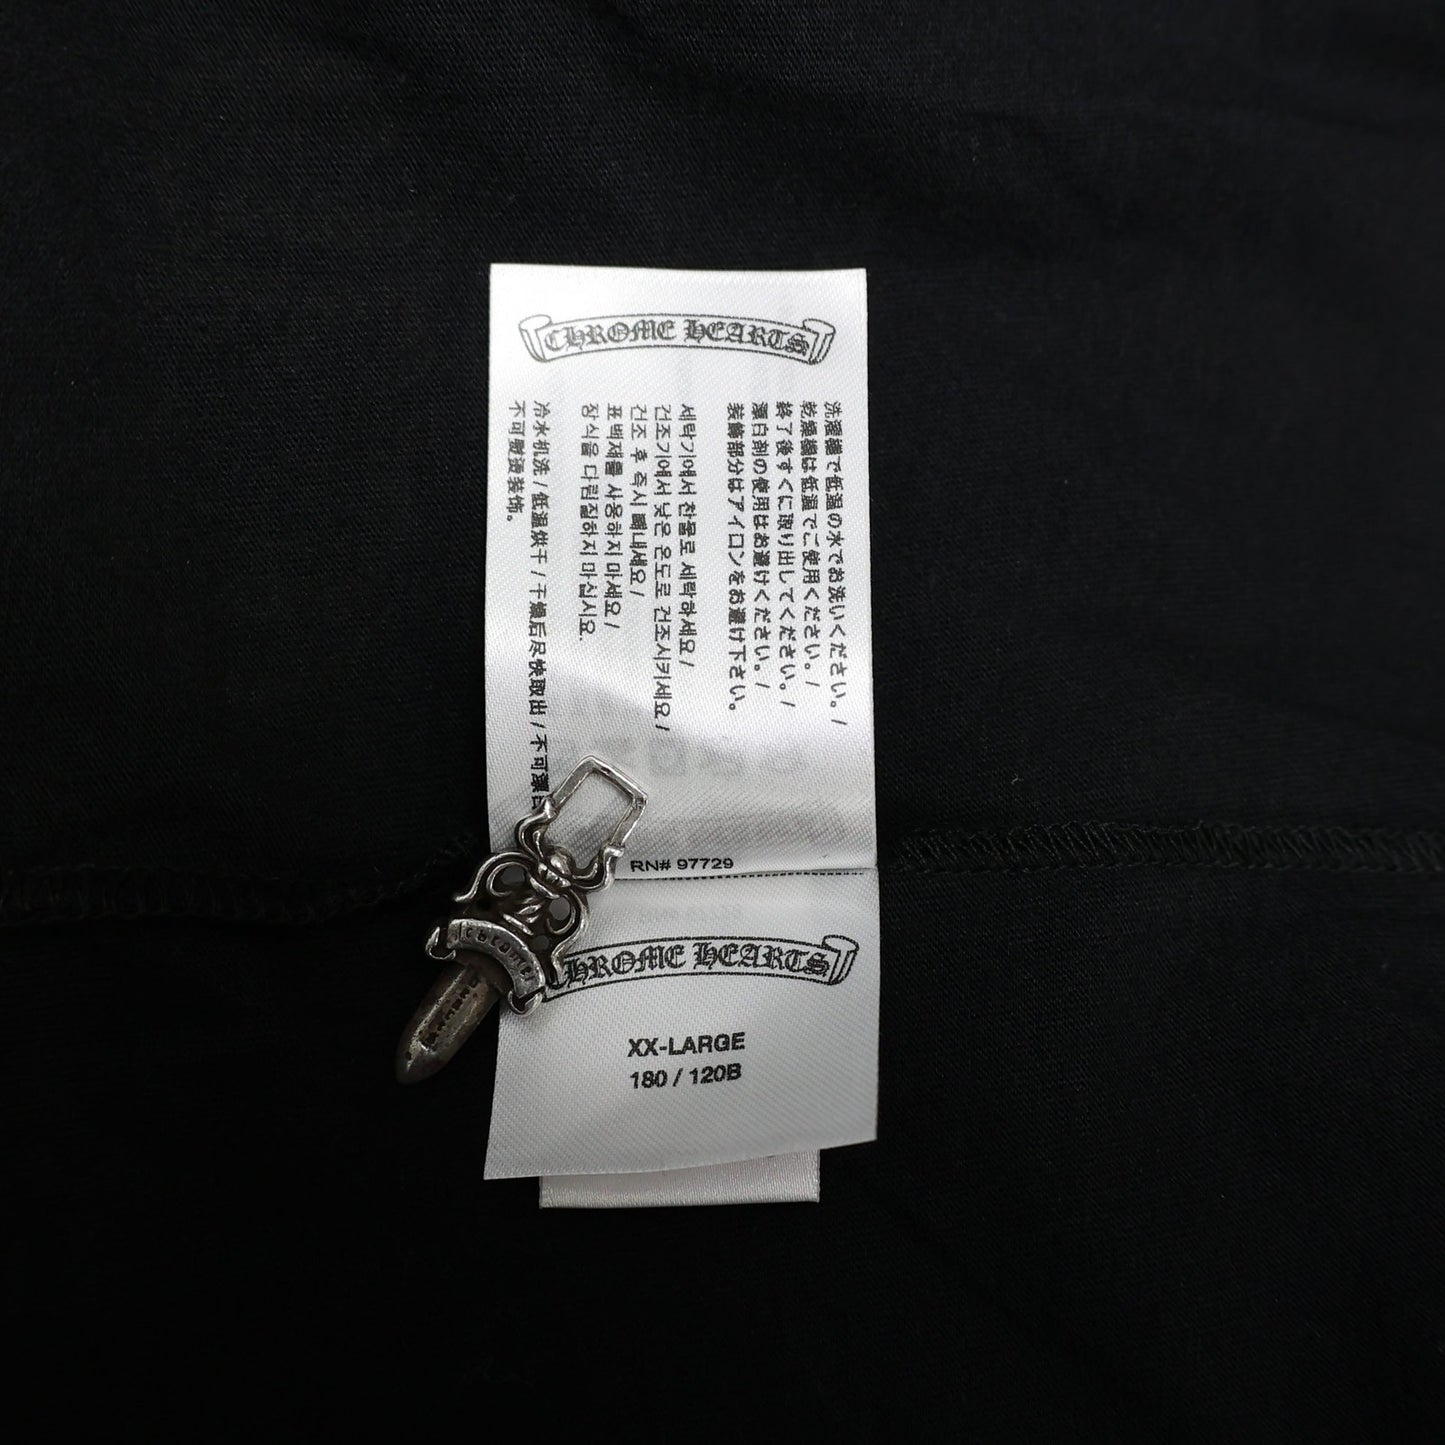 CHROME HEARTS
洗濯機で低温の水でお洗いください。/
乾燥機は低温でご使用ください。/
終了後すぐに取り出してください。/
漂白剤の使用はお避けください。/
装飾部分はアイロンをお避け下さい。
세탁기에서 찬물로 세탁하세요/
건조기에서 낮은 온도로 건조시키세요/
건조 후 즉시 빼내세요/
표백제를 사용하지 마세요/
장식을 다림질하지 마십시요.
冷水机洗/低温烘干/干燥后尽快取出/不可漂白
不可熨烫装饰。
RN# 97729
CHROME HEARTS
XX-LARGE
180 / 120B
chrome